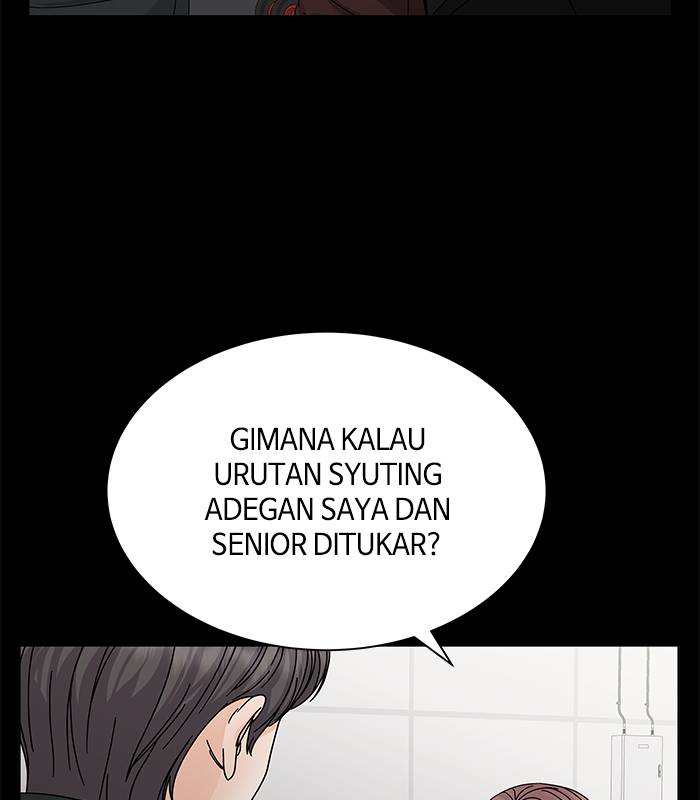 GIMANA KALAU
URUTAN SYUTING
ADEGAN SAYA DAN
SENIOR DITUKAR?